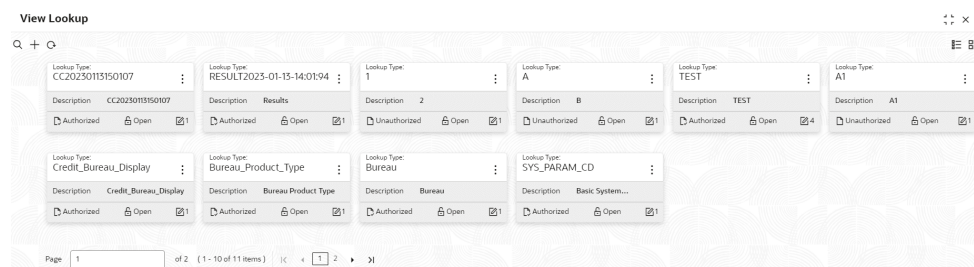 View Lookup
Lookup Type: Lookup Type: Lookup Type: Lookup Type: Lookup Type: Lookup Type:
CC20230113150107 RESULT2023-01-13-14:01:94 1 A TEST A1
Description CC20230113150107 Description Results Description 2 Description B Description TEST Description A1
Authorized Open 1 Authorized Open 1 Unauthorized Open 1 Unauthorized Open 1 Authorized Open 4 Unauthorized Open 1
Lookup Type: Lookup Type: Lookup Type: Lookup Type:
Credit_Bureau_Display Bureau_Product_Type Bureau SYS_PARAM_CD
Description Credit_Bureau_Display Description Bureau Product Type Description Bureau Description Basic System...
Authorized Open 1 Authorized Open 1 Authorized Open 1 Authorized Open 1
Page 1 of 2 (1 - 10 of 11 items) 1 2